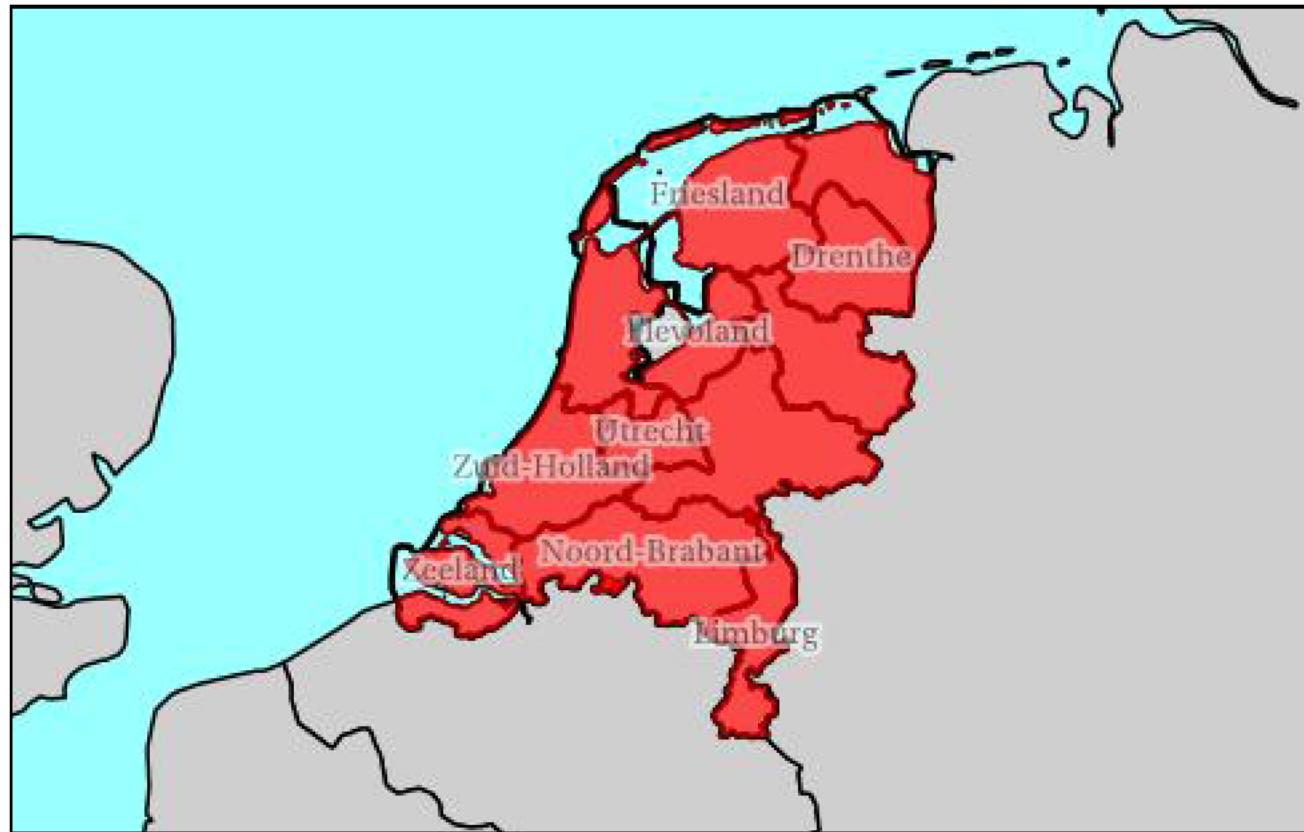 Friesland
Drenthe
Flevoland
Utrecht
Zuid-Holland
Noord-Brabant
Zeeland
Limburg